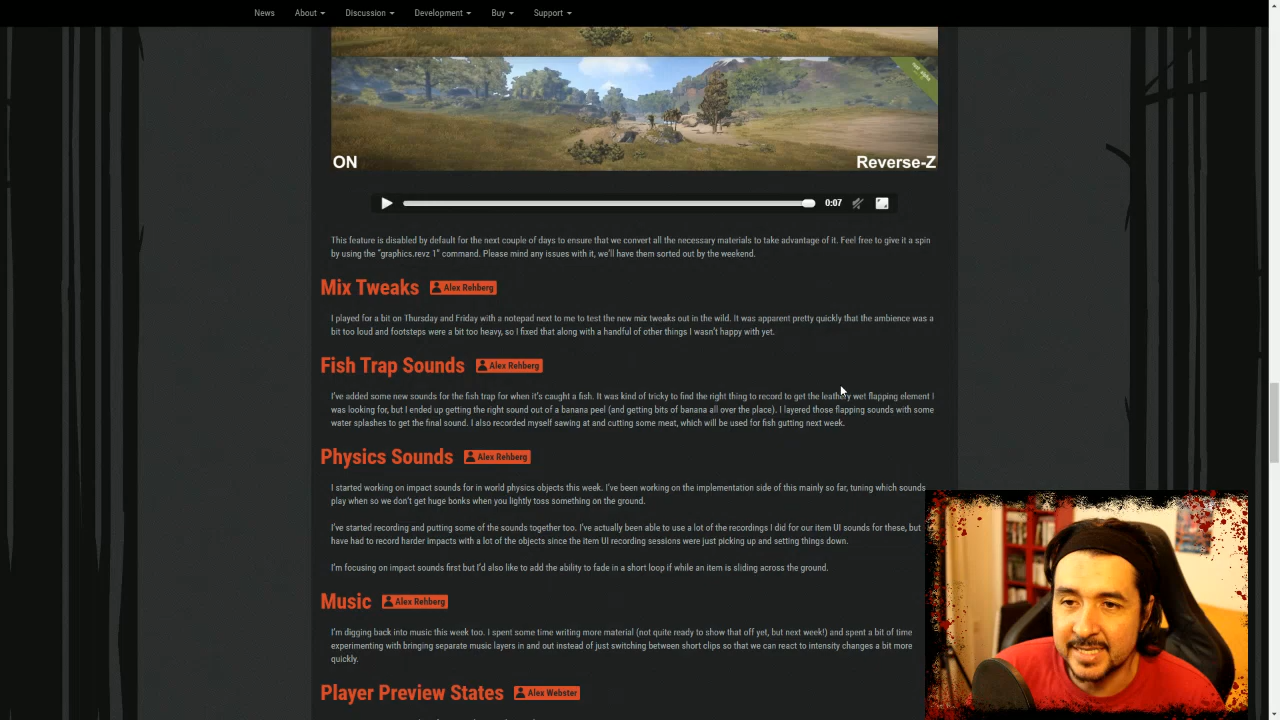 News About Discussion Development Buy Support
ON Reverse-Z
0:07
This feature is disabled by default for the next couple of days to ensure that we convert all the necessary materials to take advantage of it. Feel free to give it a spin
by using the "graphics.revz 1" command. Please mind any issues with it, we'll have them sorted out by the weekend.
Mix Tweaks Alex Rehberg
I played for a bit on Thursday and Friday with a notepad next to me to test the new mix tweaks out in the wild. It was apparent pretty quickly that the ambience was a
bit too loud and footsteps were a bit too heavy, so I fixed that along with a handful of other things I wasn't happy with yet.
Fish Trap Sounds Alex Rehberg
I've added some new sounds for the fish trap for when it's caught a fish. It was kind of tricky to find the right thing to record to get the leathery wet flapping element I
was looking for, but I ended up getting the right sound out of a banana peel (and getting bits of banana all over the place). I layered those flapping sounds with some
water splashes to get the final sound. I also recorded myself sawing at and cutting some meat, which will be used for fish gutting next week.
Physics Sounds Alex Rehberg
I started working on impact sounds for in world physics objects this week. I've been working on the implementation side of this mainly so far, tuning which sounds
play when so we don't get huge bonks when you lightly toss something on the ground.
I've started recording and putting some of the sounds together too. I've actually been able to use a lot of the recordings I did for our item UI sounds for these, but
have had to record harder impacts with a lot of the objects since the item UI recording sessions were just picking up and setting things down.
I'm focusing on impact sounds first but I'd also like to add the ability to fade in a short loop if while an item is sliding across the ground.
Music Alex Rehberg
I'm digging back into music this week too. I spent some time writing more material (not quite ready to show that off yet, but next week!) and spent a bit of time
experimenting with bringing separate music layers in and out instead of just switching between short clips so that we can react to intensity changes a bit more
quickly.
Player Preview States Alex Webster